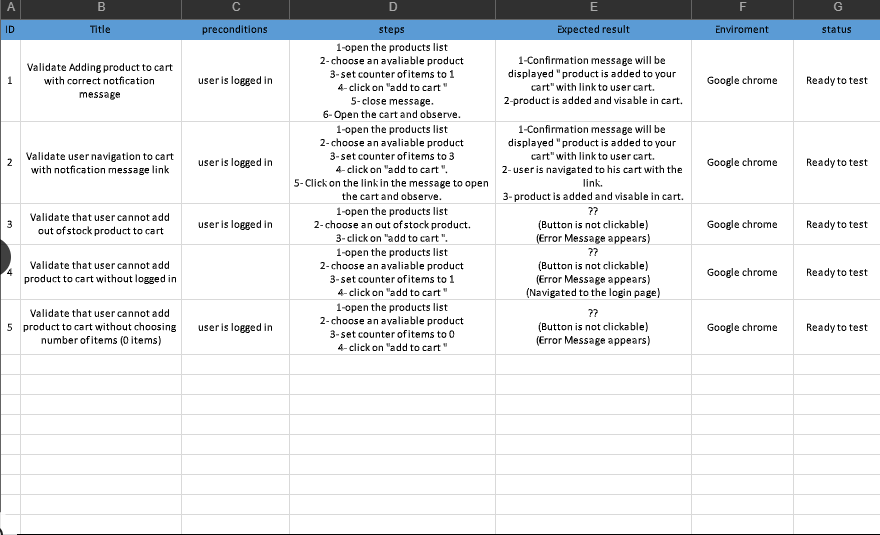 A B C D E F G
ID Title preconditions steps Expected result Enviroment status
1
Validate Adding product to cart
with correct notfication
message
user is logged in
1-open the products list
2- choose an avaliable product
3- set counter of items to 1
4- click on "add to cart "
5- close message.
6- Open the cart and observe.
1-Confirmation message will be
displayed " product is added to your
cart" with link to user cart.
2-product is added and visable in cart.
Google chrome
Ready to test
2
Validate user navigation to cart
with notfication message link
user is logged in
1-open the products list
2- choose an avaliable product
3- set counter of items to 3
4- click on "add to cart ".
5- Click on the link in the message to open
the cart and observe.
1-Confirmation message will be
displayed " product is added to your
cart" with link to user cart.
2- user is navigated to his cart with the
link.
3- product is added and visable in cart.
Google chrome
Ready to test
3
Validate that user cannot add
out of stock product to cart
user is logged in
1-open the products list
2- choose an out of stock product.
3- click on "add to cart ".
??
(Button is not clickable)
(Error Message appears)
Google chrome
Ready to test
4
Validate that user cannot add
product to cart without logged in
1-open the products list
2- choose an avaliable product
3- set counter of items to 1
4- click on "add to cart "
??
(Button is not clickable)
(Error Message appears)
(Navigated to the login page)
Google chrome
Ready to test
5
Validate that user cannot add
product to cart without choosing
number of items (0 items)
user is logged in
1-open the products list
2- choose an avaliable product
3- set counter of items to 0
4- click on "add to cart "
??
(Button is not clickable)
(Error Message appears)
Google chrome
Ready to test